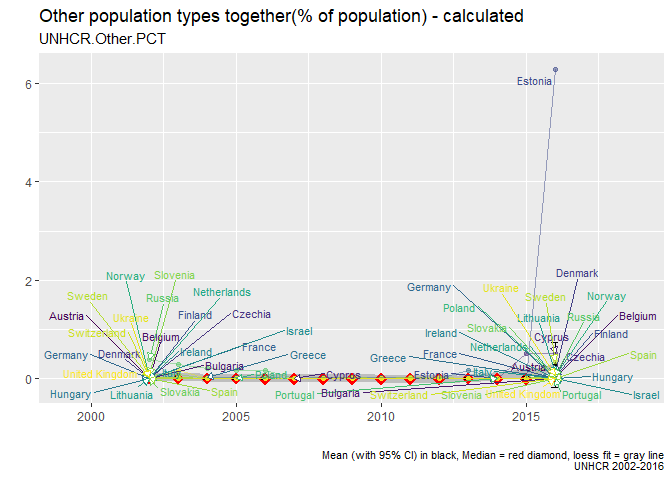 Other population types together(% of population) - calculated
UNHCR.Other.PCT
6
Estonia
4
2
Norway
Slovenia
Sweden
Russia
Netherlands
Austria
Ukraine
Finland
Czechia
Switzerland
Belgium
Israel
Germany
Denmark
Ireland
France
Greece
Bulgaria
United Kingdom
Poland
Cyprus
Hungary
Lithuania
Slovakia
Spain
Portugal
Bulgaria
Denmark
Germany
Ukraine
Sweden
Norway
Poland
Lithuania
Russia
Belgium
Slovakia
Ireland
Cyprus
Finland
Netherlands
France
Greece
Czechia
Spain
Austria
Estonia
Italy
Hungary
Switzerland
Slovenia
United Kingdom
Portugal
Israel
0
2000
2005
2010
2015
Mean (with 95% CI) in black, Median = red diamond, loess fit = gray line
UNHCR 2002-2016